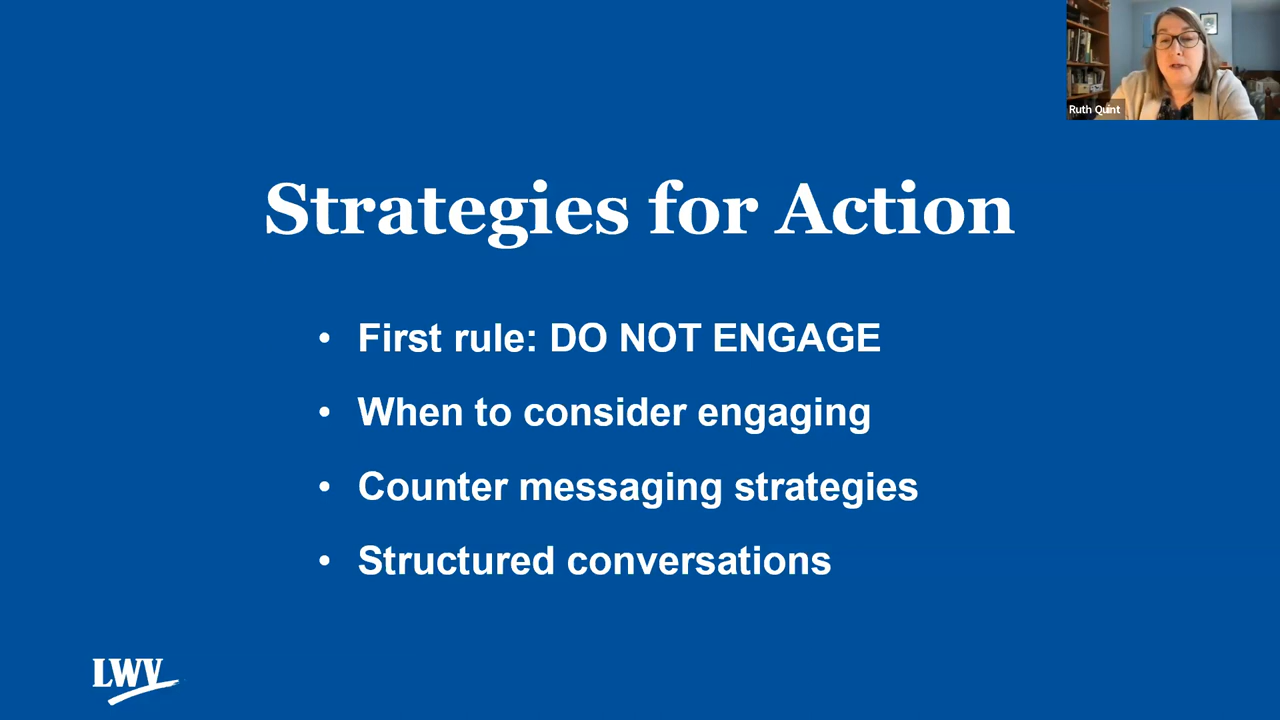 Ruth Quint
Strategies for Action
• First rule: DO NOT ENGAGE
• When to consider engaging
• Counter messaging strategies
• Structured conversations
LWV